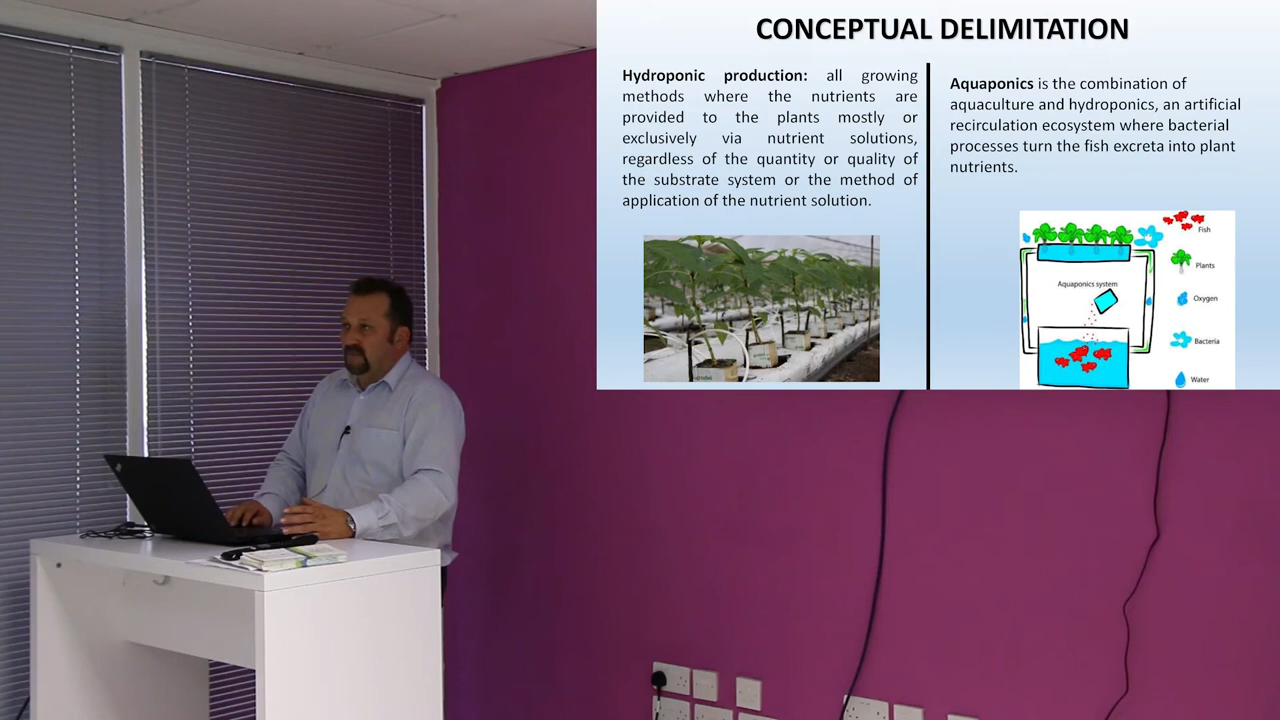 CONCEPTUAL DELIMITATION
Hydroponic production: all growing
methods where the nutrients are
provided to the plants mostly or
exclusively via nutrient solutions,
regardless of the quantity or quality of
the substrate system or the method of
application of the nutrient solution.
Aquaponics is the combination of
aquaculture and hydroponics, an artificial
recirculation ecosystem where bacterial
processes turn the fish excreta into plant
nutrients.
Fish
Plants
Aquaponics system
Oxygen
Bacteria
Water